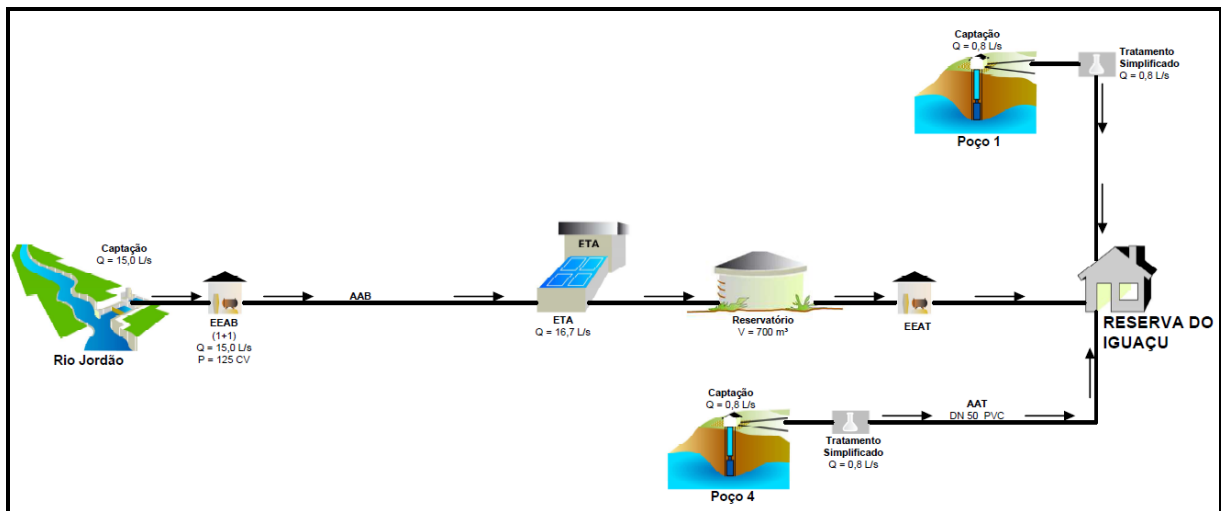 Captação
Q = 0,8 L/s
Tratamento
Simplificado
Q = 0,8 L/s
Poço 1
Captação
Q = 15,0 L/s
Rio Jordão
EEAB
(1+1)
Q = 15,0 L/s
P = 125 CV
AAB
ETA
ETA
Q = 16,7 L/s
Reservatório
V = 700 m³
EEAT
RESERVA DO
IGUAÇU
Captação
Q = 0,8 L/s
Poço 4
Tratamento
Simplificado
Q = 0,8 L/s
AAT
DN 50 PVC